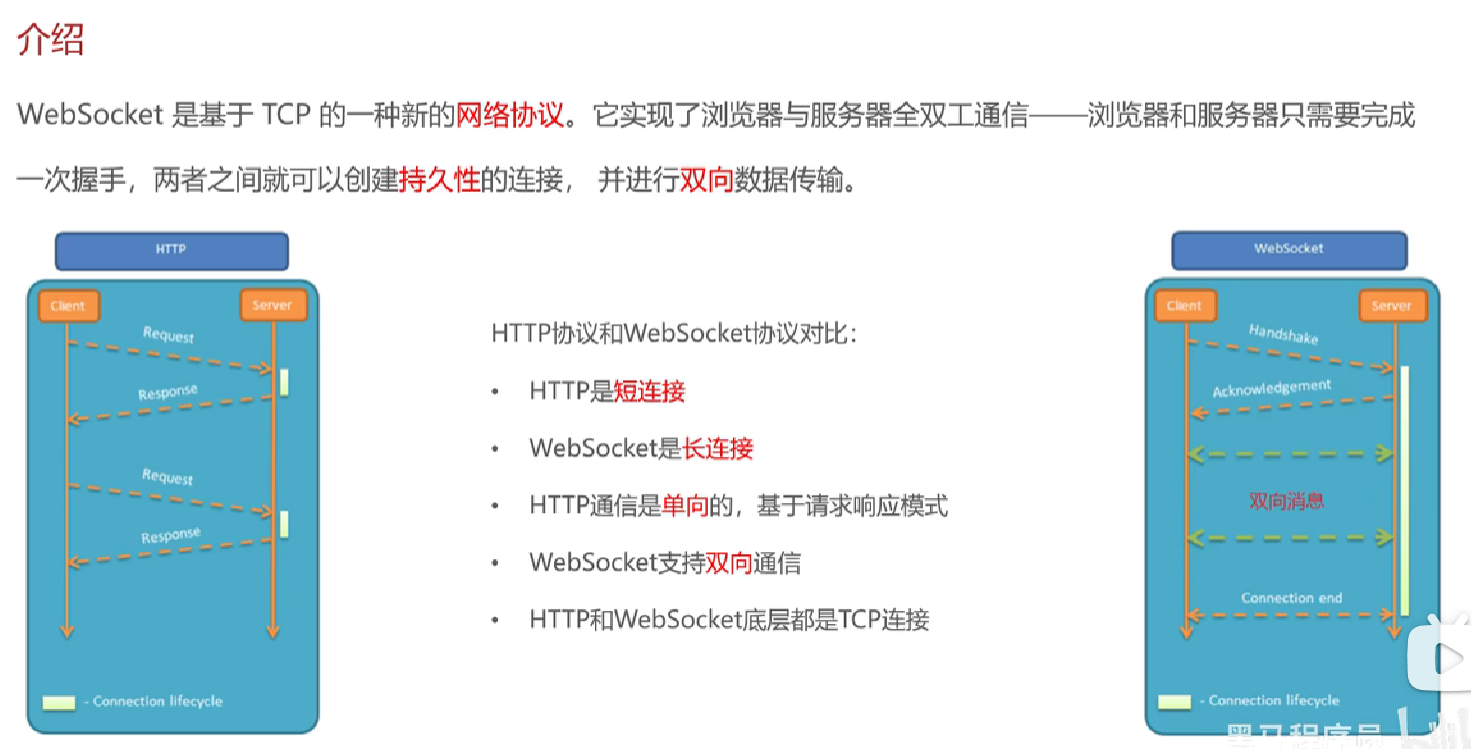 介绍
WebSocket 是基于 TCP 的一种新的网络协议。它实现了浏览器与服务器全双工通信——浏览器和服务器只需要完成
一次握手，两者之间就可以创建持久性的连接， 并进行双向数据传输。
HTTP
Client
Server
Request
Response
Request
Response
- Connection lifecycle
HTTP协议和WebSocket协议对比：
• HTTP是短连接
• WebSocket是长连接
• HTTP通信是单向的，基于请求响应模式
• WebSocket支持双向通信
• HTTP和WebSocket底层都是TCP连接
WebSocket
Client
Server
Handshake
Acknowledgement
双向消息
Connection end
- Connection lifecycle
黑马程序员